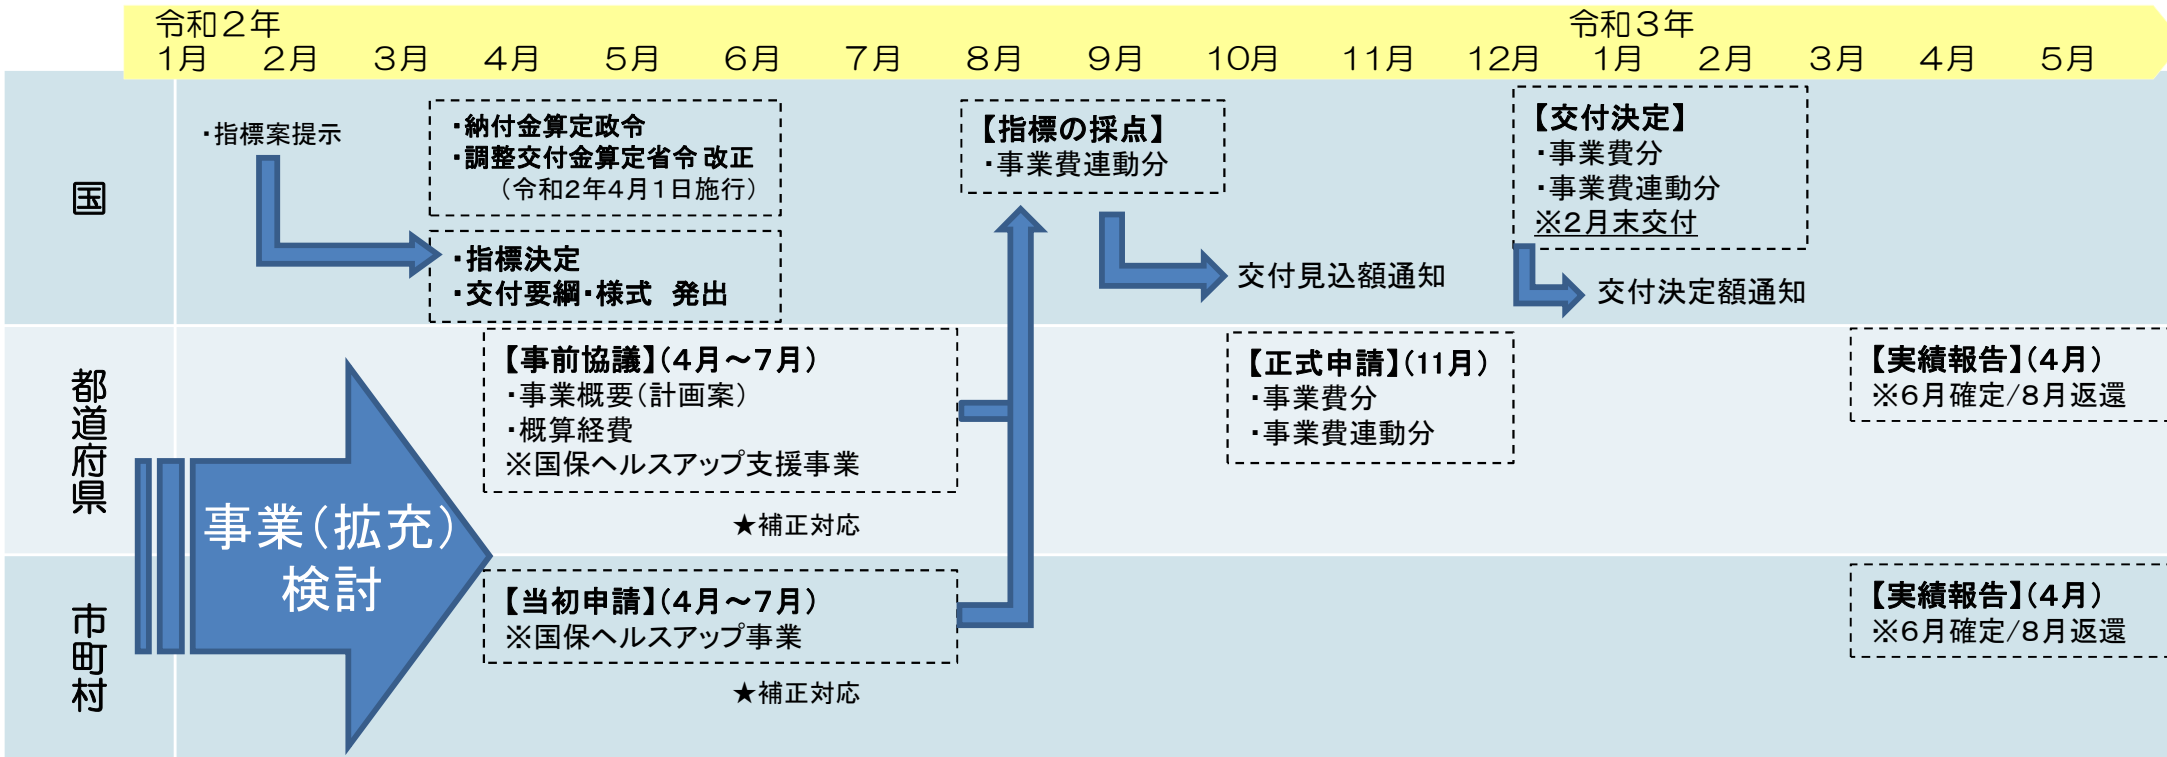 令和２年
令和３年
１月　２月　３月　４月　５月　６月　７月　８月　９月　10月　11月　12月　１月　２月　３月　４月　５月
国
・指標案提示
・納付金算定政令
・調整交付金算定省令 改正
（令和２年４月１日施行）
・指標決定
・交付要綱・様式　発出
【指標の採点】
・事業費連動分
交付見込額通知
【交付決定】
・事業費分
・事業費連動分
※２月末交付
交付決定額通知
都道府県
事業（拡充）
検討
【事前協議】（４月～７月）
・事業概要（計画案）
・概算経費
※国保ヘルスアップ支援事業
★補正対応
【正式申請】（11月）
・事業費分
・事業費連動分
【実績報告】（４月）
※６月確定/８月返還
市町村
【当初申請】（４月～７月）
※国保ヘルスアップ事業
★補正対応
【実績報告】（４月）
※６月確定/８月返還